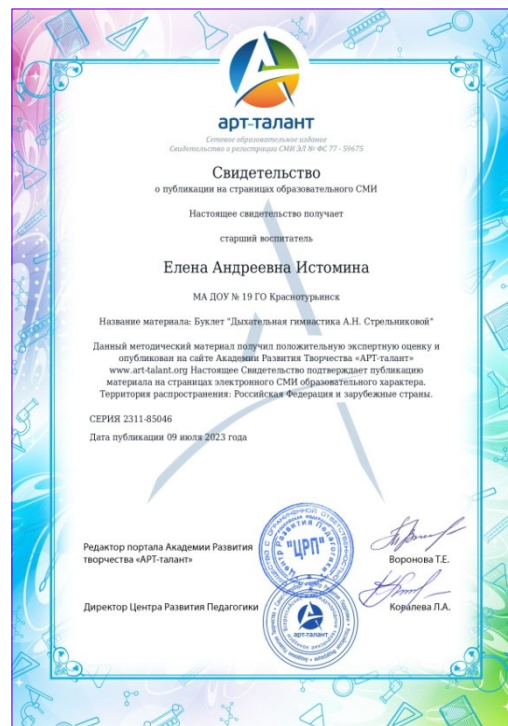 арт-талант
Сетевое образовательное издание
Свидетельство о регистрации СМИ ЭЛ № ФС 77 - 59675
Свидетельство
о публикации на страницах образовательного СМИ
Настоящее свидетельство получает
старший воспитатель
Елена Андреевна Истомина
МА ДОУ № 19 ГО Краснотурьинск
Название материала: Буклет "Дыхательная гимнастика А.Н. Стрельниковой"
Данный методический материал получил положительную экспертную оценку и
опубликован на сайте Академии Развития Творчества «АРТ-талант»
www.art-talant.org Настоящее Свидетельство подтверждает публикацию
материала на страницах электронного СМИ образовательного характера.
Территория распространения: Российская Федерация и зарубежные страны.
СЕРИЯ 2311-85046
Дата публикации 09 июля 2023 года
Редактор портала Академии Развития
творчества «АРТ-талант»
Воронова Т.Е.
"ЦРП"
Центр Развития Педагогики
Директор Центра Развития Педагогики
Ковалева Л.А.
арт-талант